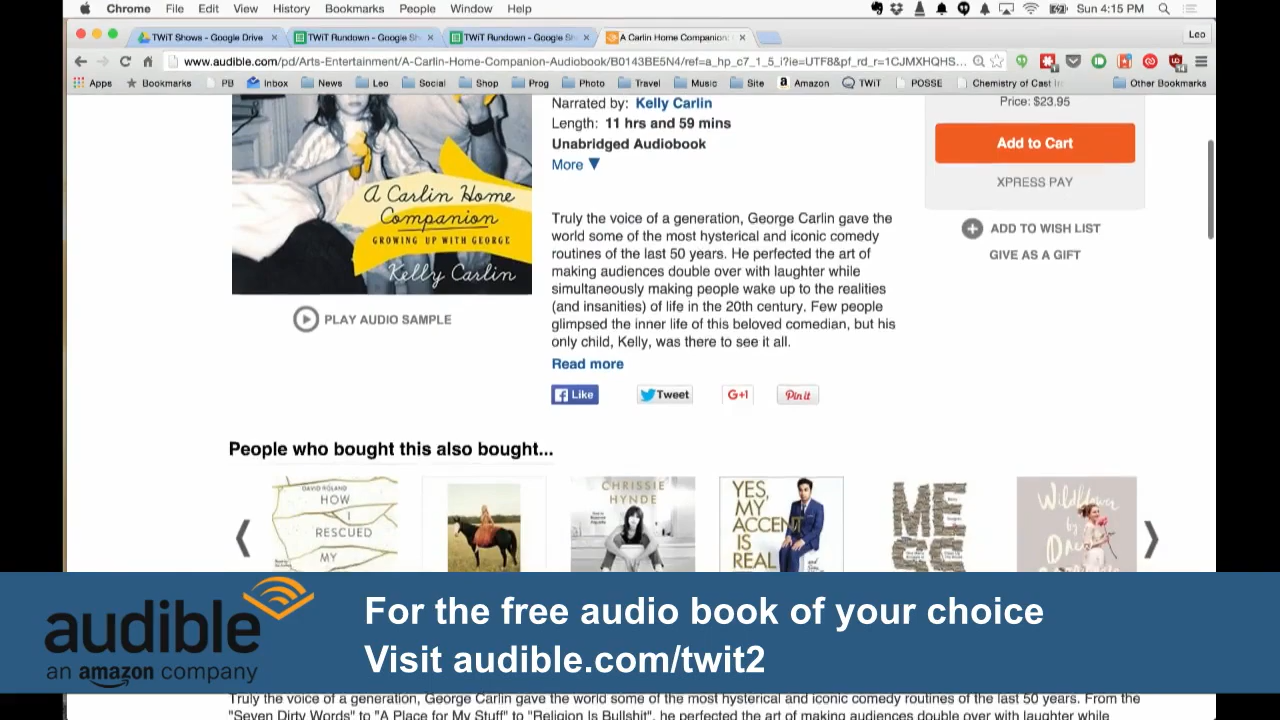 Chrome File Edit View History Bookmarks People Window Help Sun 4:15 PM
TWiT Shows - Google Drive TWiT Rundown - Google Sh TWiT Rundown - Google Sh A Carlin Home Companion: Leo
www.audible.com/pd/Arts-Entertainment/A-Carlin-Home-Companion-Audiobook/B0143BE5N4/ref=a_hp_c7_1_5_i?ie=UTF8&pf_rd_r=1CJMXHQHS...
Apps Bookmarks PB Inbox News Leo Social Shop Prog Photo Travel Music Site Amazon TWiT POSSE Chemistry of Cast Other Bookmarks
Narrated by: Kelly Carlin
Length: 11 hrs and 59 mins
Unabridged Audiobook
More
Price: $23.95
Add to Cart
XPRESS PAY
ADD TO WISH LIST
GIVE AS A GIFT
A Carlin Home
Companion
GROWING UP WITH GEORGE
Kelly Carlin
PLAY AUDIO SAMPLE
Truly the voice of a generation, George Carlin gave the
world some of the most hysterical and iconic comedy
routines of the last 50 years. He perfected the art of
making audiences double over with laughter while
simultaneously making people wake up to the realities
(and insanities) of life in the 20th century. Few people
glimpsed the inner life of this beloved comedian, but his
only child, Kelly, was there to see it all.
Read more
Like Tweet G+1 Pin it
People who bought this also bought...
DAVID ROLAND
HOW
I
RESCUED
MY
CHRISSIE
HYNDE
YES,
MY
ACCENT
IS
REAL
MESS
Wildflower
by
Drew
audible
an amazon company
For the free audio book of your choice
Visit audible.com/twit2
Truly the voice of a generation, George Carlin gave the world some of the most hysterical and iconic comedy routines of the last 50 years. From the
"Seven Dirty Words" to "A Place for My Stuff" to "Religion Is Bullshit", he perfected the art of making audiences double over with laughter while